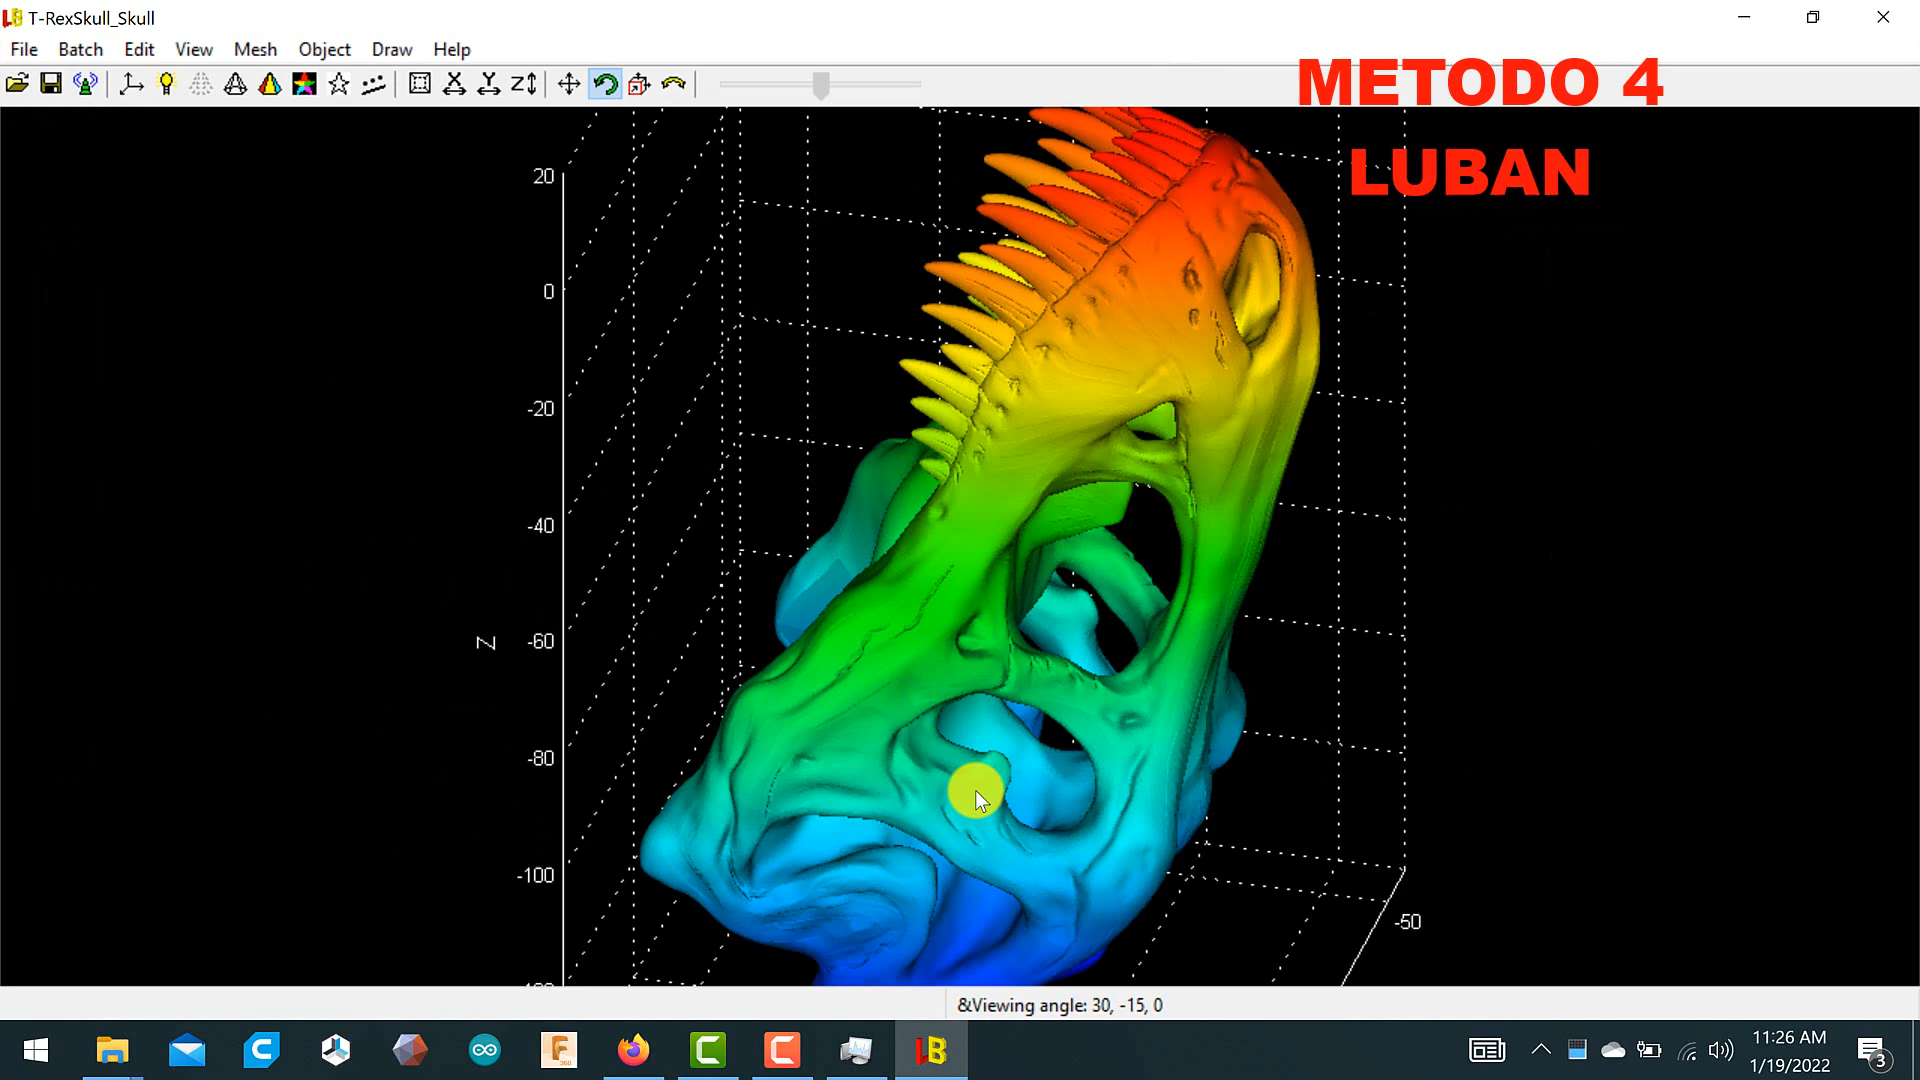 T-RexSkull_Skull
File Batch Edit View Mesh Object Draw Help
METODO 4
LUBAN
20
0
-20
-40
Z
-60
-80
-100
-50
&Viewing angle: 30, -15, 0
11:26 AM
1/19/2022
3